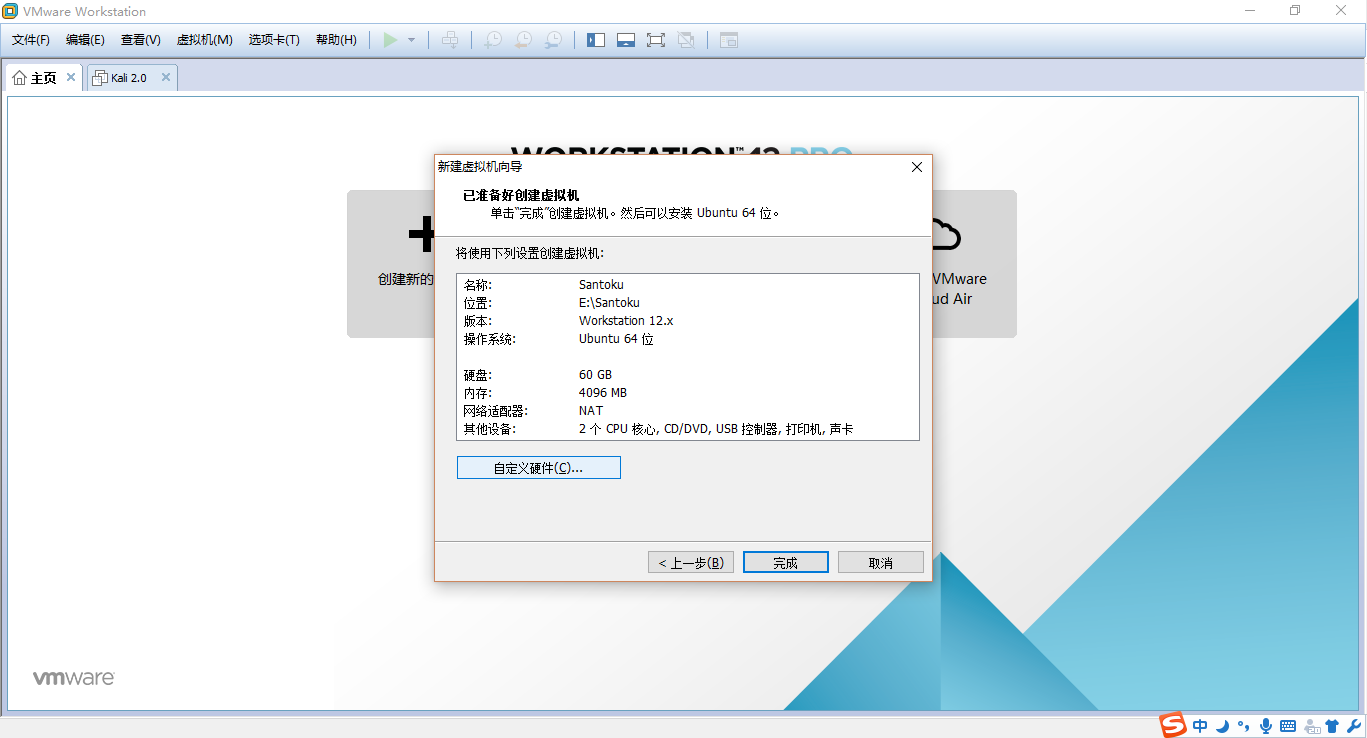 VMware Workstation
文件(F) 编辑(E) 查看(V) 虚拟机(M) 选项卡(T) 帮助(H)
主页 Kali 2.0
WORKSTATION™ 12 PRO
新建虚拟机向导
已准备好创建虚拟机
单击“完成”创建虚拟机。然后可以安装 Ubuntu 64 位。
将使用下列设置创建虚拟机:
名称: Santoku
位置: E:\Santoku
版本: Workstation 12.x
操作系统: Ubuntu 64 位
硬盘: 60 GB
内存: 4096 MB
网络适配器: NAT
其他设备: 2 个 CPU 核心, CD/DVD, USB 控制器, 打印机, 声卡
自定义硬件(C)...
< 上一步(B) 完成 取消
创建新的
VMware
ud Air
vmware
中